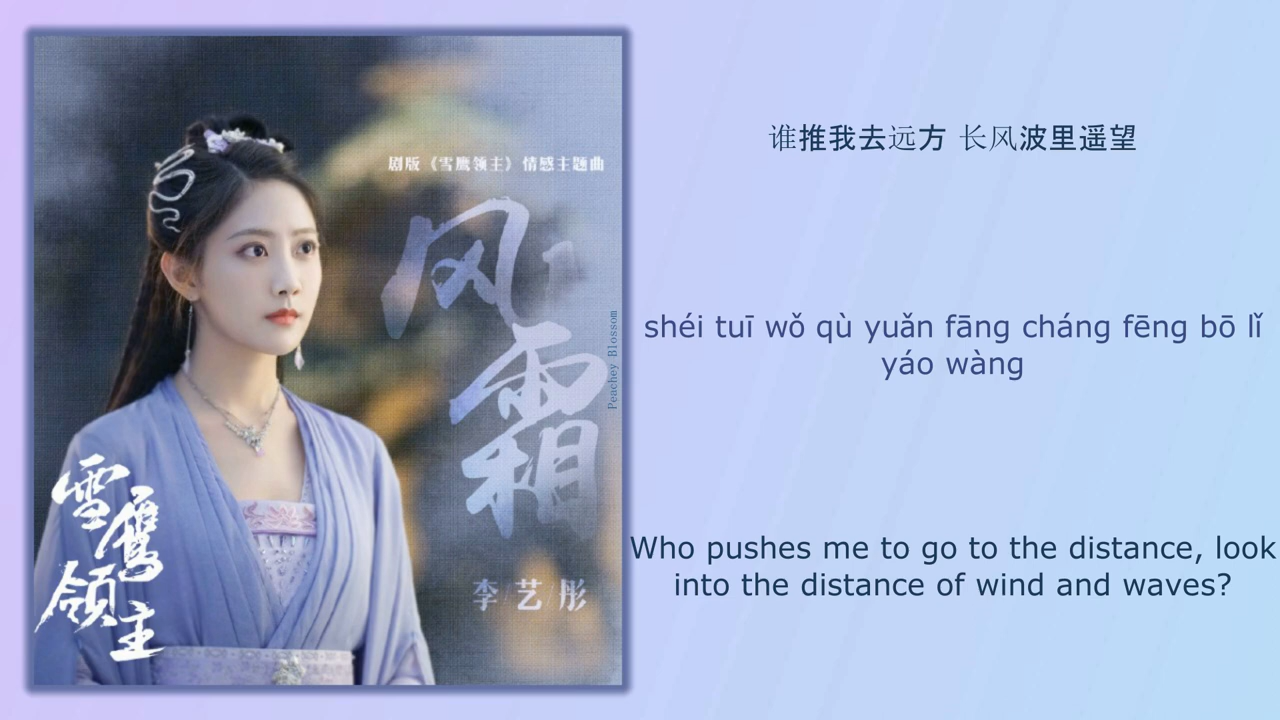 剧版《雪鹰领主》情感主题曲
风霜
李/艺/彤
雪鹰领主
Peachey Blossom
谁推我去远方 长风波里遥望
shéi tuī wǒ qù yuǎn fāng cháng fēng bō lǐ
yáo wàng
Who pushes me to go to the distance, look
into the distance of wind and waves?